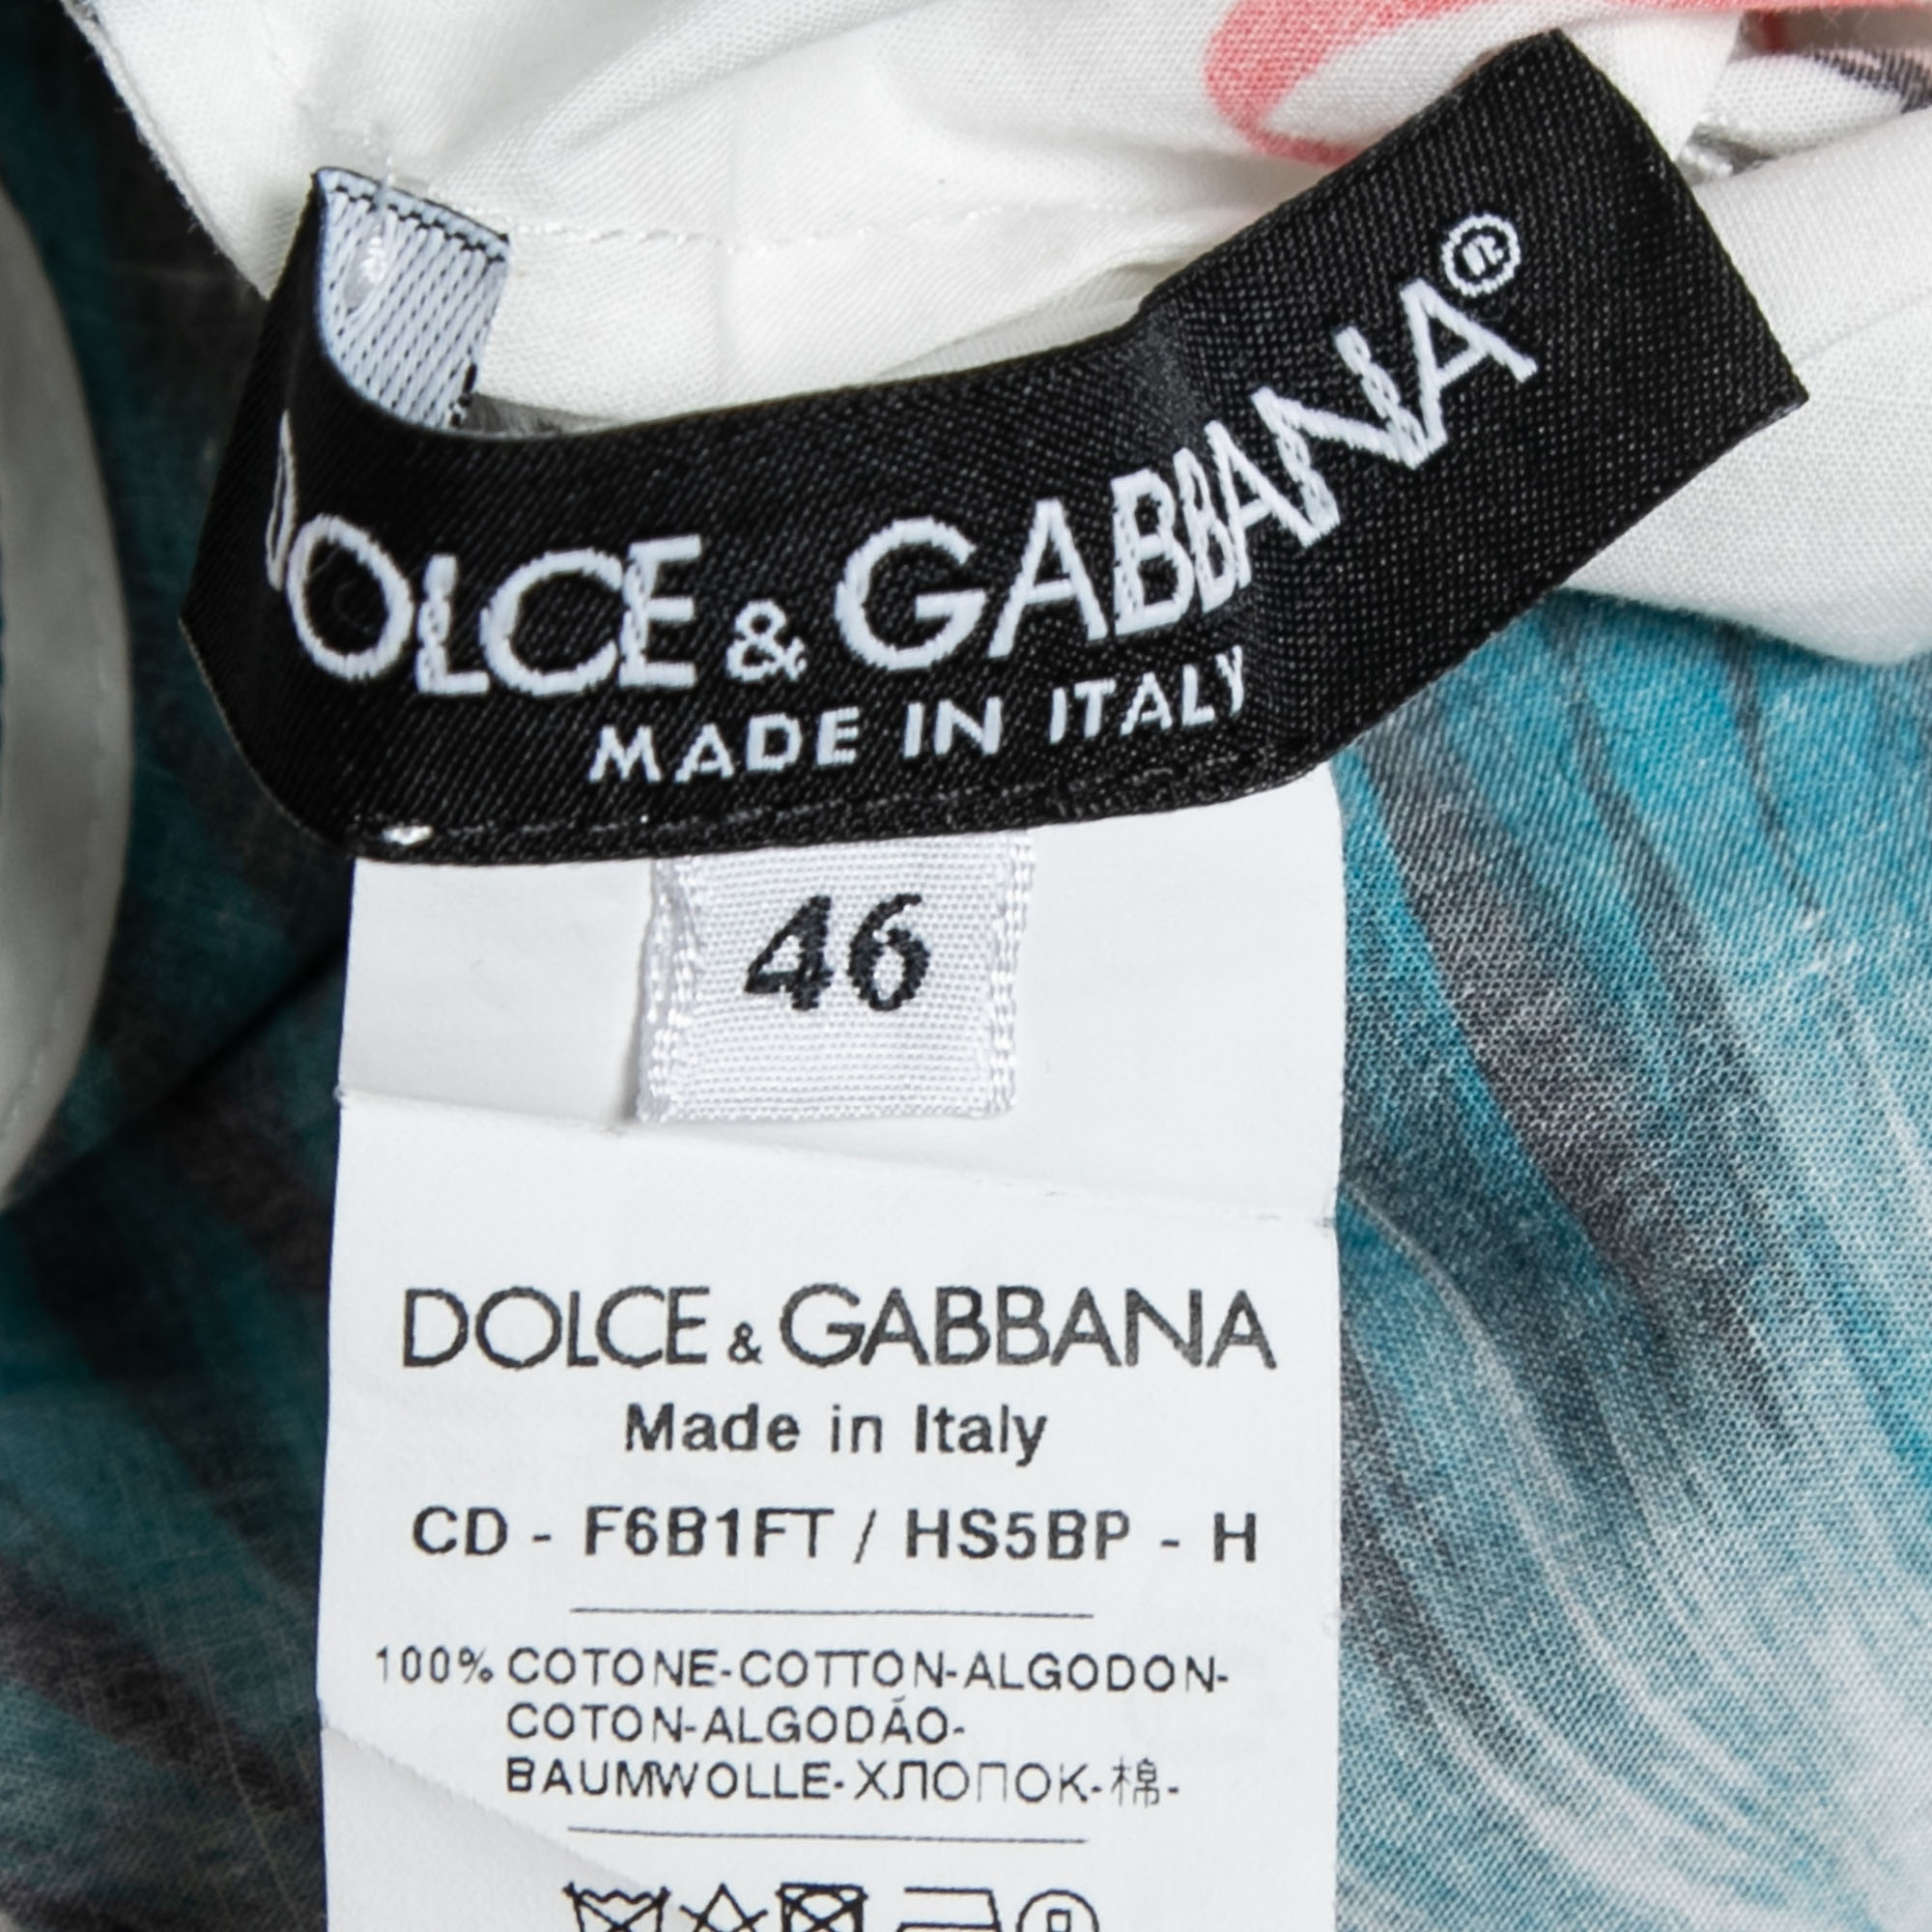 DOLCE & GABBANA®
MADE IN ITALY
46
DOLCE & GABBANA
Made in Italy
CD - F6B1FT / HS5BP - H
100% COTONE-COTTON-ALGODON-
COTON-ALGODÃO-
BAUMWOLLE-ХЛОПОК-棉-